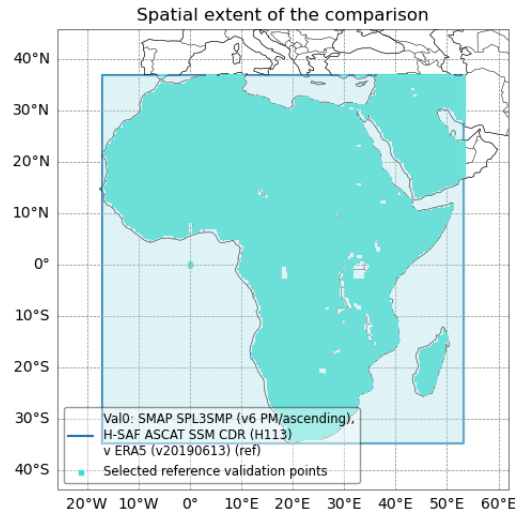 Spatial extent of the comparison
40°N
30°N
20°N
10°N
0°
10°S
20°S
30°S
40°S
Val0: SMAP SPL3SMP (v6 PM/ascending),
H-SAF ASCAT SSM CDR (H113)
v ERA5 (v20190613) (ref)
Selected reference validation points
20°W 10°W 0° 10°E 20°E 30°E 40°E 50°E 60°E